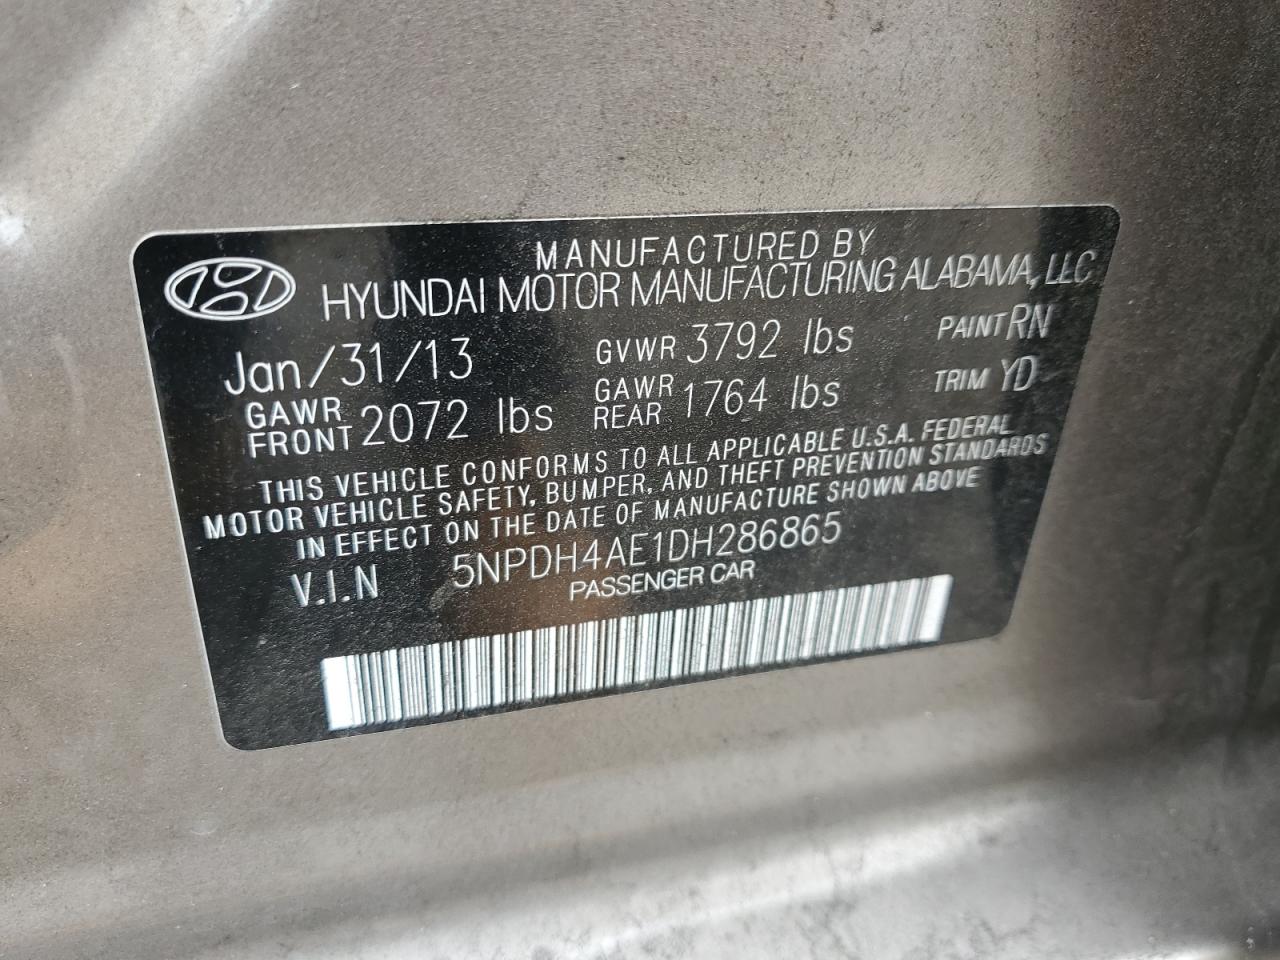 MANUFACTURED BY
HYUNDAI MOTOR MANUFACTURING ALABAMA, LLC
Jan/31/13 GVWR 3792 lbs PAINT RN
GAWR FRONT 2072 lbs GAWR REAR 1764 lbs TRIM YD
THIS VEHICLE CONFORMS TO ALL APPLICABLE U.S.A. FEDERAL
MOTOR VEHICLE SAFETY, BUMPER, AND THEFT PREVENTION STANDARDS
IN EFFECT ON THE DATE OF MANUFACTURE SHOWN ABOVE
V.I.N 5NPDH4AE1DH286865
PASSENGER CAR